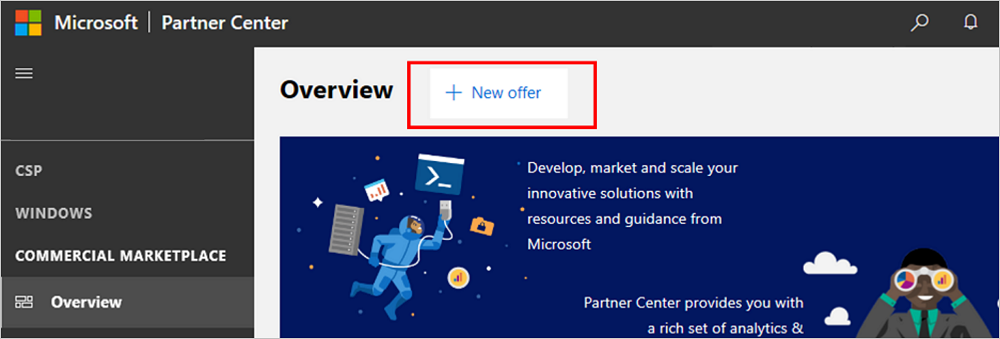 Microsoft | Partner Center
Overview
+ New offer
CSP
WINDOWS
COMMERCIAL MARKETPLACE
Overview
Develop, market and scale your
innovative solutions with
resources and guidance from
Microsoft
Partner Center provides you with
a rich set of analytics &